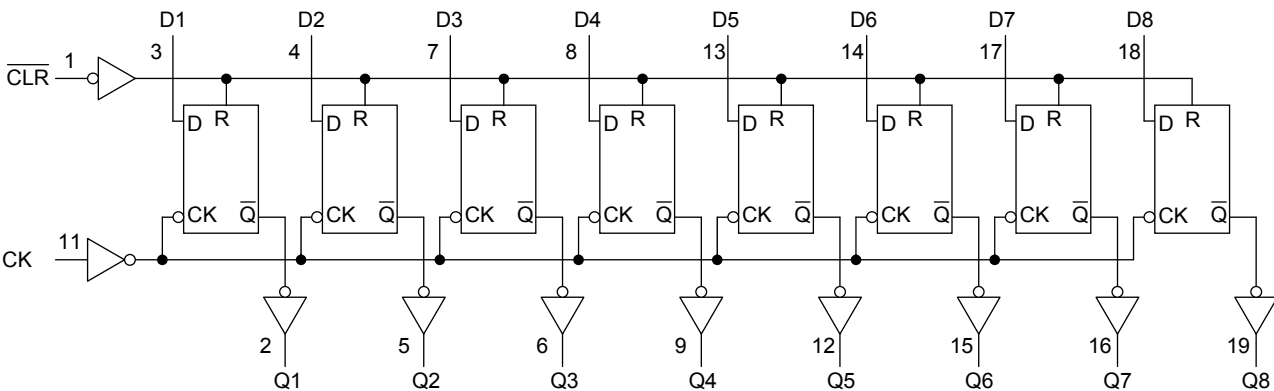 D1 D2 D3 D4 D5 D6 D7 D8
3 4 7 8 13 14 17 18
C̅L̅R̅ 1
D R D R D R D R D R D R D R D R
CK Q̅ CK Q̅ CK Q̅ CK Q̅ CK Q̅ CK Q̅ CK Q̅ CK Q̅
CK 11
2 5 6 9 12 15 16 19
Q1 Q2 Q3 Q4 Q5 Q6 Q7 Q8